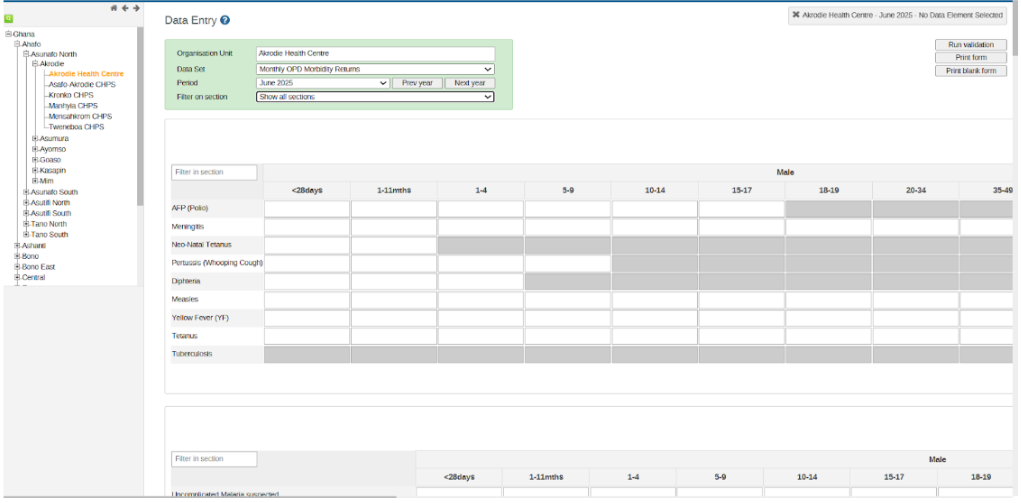 Data Entry
Akrodie Health Centre - June 2025 - No Data Element Selected
Ghana
Ahafo
Asunafo North
Akrodie
Akrodie Health Centre
Asafo-Akrodie CHPS
Kronko CHPS
Manhyia CHPS
Mensahkrom CHPS
Tweneboa CHPS
Asumura
Ayomso
Goaso
Kasapin
Mim
Asunafo South
Asutifi North
Asutifi South
Tano North
Tano South
Ashanti
Bono
Bono East
Central
Organisation Unit Akrodie Health Centre
Data Set Monthly OPD Morbidity Returns
Period June 2025 Prev year Next year
Filter on section Show all sections
Run validation
Print form
Print blank form
Filter in section Male
<28days 1-11mths 1-4 5-9 10-14 15-17 18-19 20-34 35-49
AFP (Polio)
Meningitis
Neo-Natal Tetanus
Pertussis (Whooping Cough)
Diphteria
Measles
Yellow Fever (YF)
Tetanus
Tuberculosis
Filter in section Male
<28days 1-11mths 1-4 5-9 10-14 15-17 18-19
Uncomplicated Malaria suspected